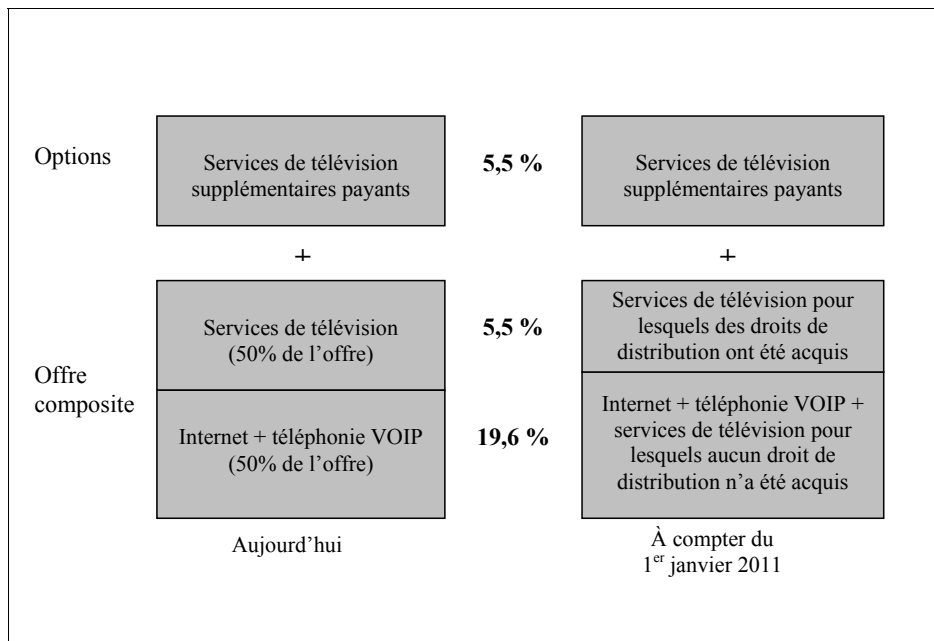 Options
Services de télévision
supplémentaires payants
5,5 %
Services de télévision
supplémentaires payants
+
+
Offre
composite
Services de télévision
(50% de l’offre)
5,5 %
Services de télévision pour
lesquels des droits de
distribution ont été acquis
Internet + téléphonie VOIP
(50% de l’offre)
19,6 %
Internet + téléphonie VOIP +
services de télévision pour
lesquels aucun droit de
distribution n’a été acquis
Aujourd’hui
À compter du
1er janvier 2011